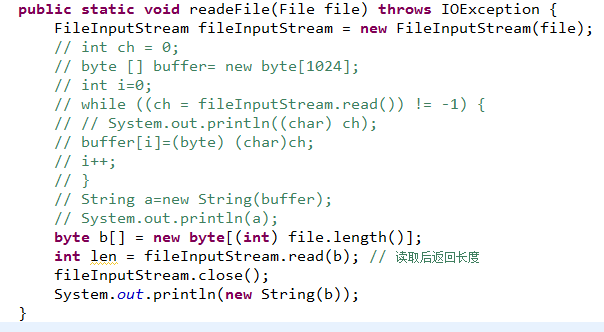 public static void readeFile(File file) throws IOException {
FileInputStream fileInputStream = new FileInputStream(file);
// int ch = 0;
// byte [] buffer= new byte[1024];
// int i=0;
// while ((ch = fileInputStream.read()) != -1) {
// // System.out.println((char) ch);
// buffer[i]=(byte) (char)ch;
// i++;
// }
// String a=new String(buffer);
// System.out.println(a);
byte b[] = new byte[(int) file.length()];
int len = fileInputStream.read(b); // 读取后返回长度
fileInputStream.close();
System.out.println(new String(b));
}